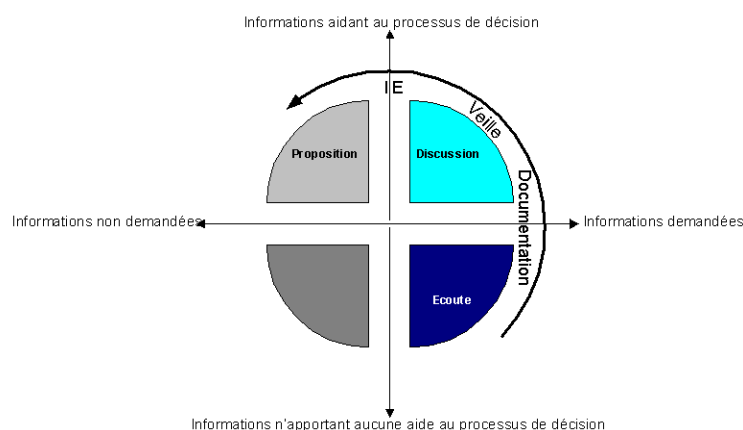 Informations aidant au processus de décision
I E
Veille
Proposition
Discussion
Documentation
Informations non demandées
Informations demandées
Ecoute
Informations n'apportant aucune aide au processus de décision